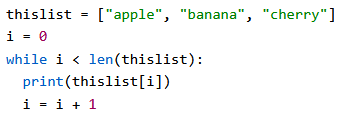 thislist = ["apple", "banana", "cherry"]
i = 0
while i < len(thislist):
  print(thislist[i])
  i = i + 1